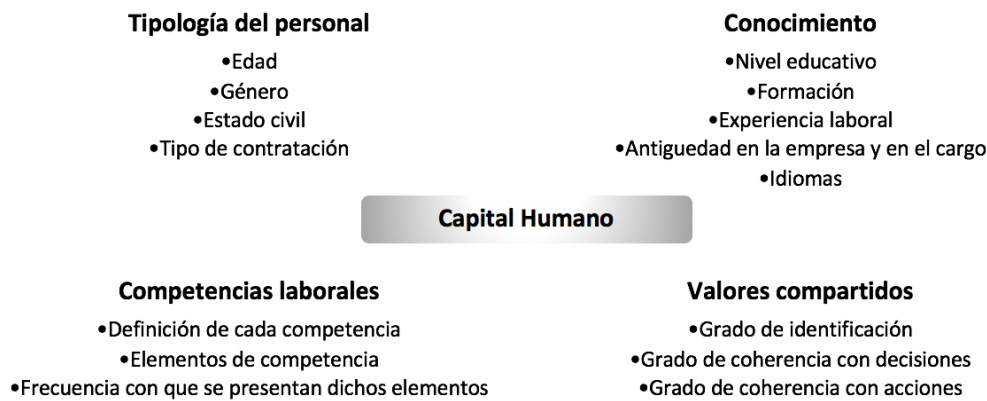 Tipología del personal
•Edad
•Género
•Estado civil
•Tipo de contratación
Conocimiento
•Nivel educativo
•Formación
•Experiencia laboral
•Antiguedad en la empresa y en el cargo
•Idiomas
Capital Humano
Competencias laborales
•Definición de cada competencia
•Elementos de competencia
•Frecuencia con que se presentan dichos elementos
Valores compartidos
•Grado de identificación
•Grado de coherencia con decisiones
•Grado de coherencia con acciones